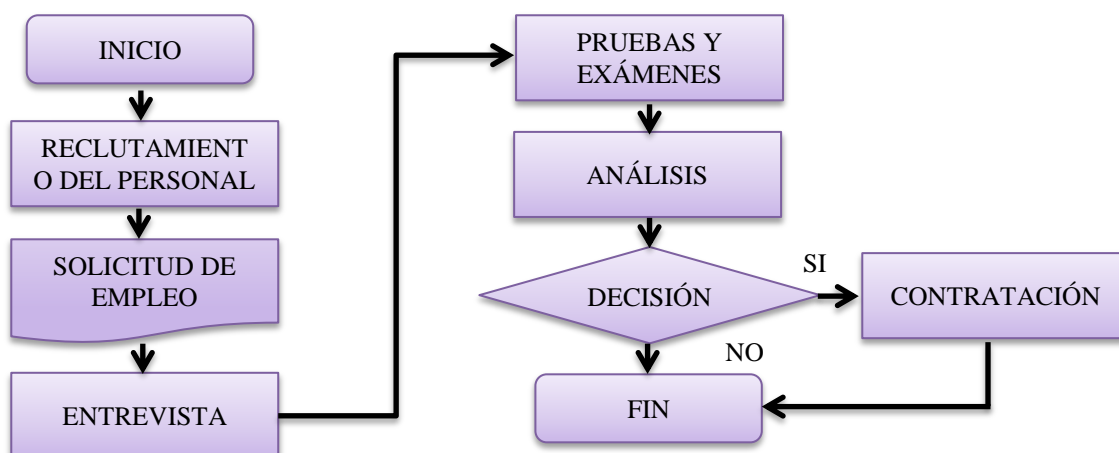 INICIO
RECLUTAMIENT
O DEL PERSONAL
SOLICITUD DE
EMPLEO
ENTREVISTA
PRUEBAS Y
EXÁMENES
ANÁLISIS
DECISIÓN
SI
CONTRATACIÓN
NO
FIN